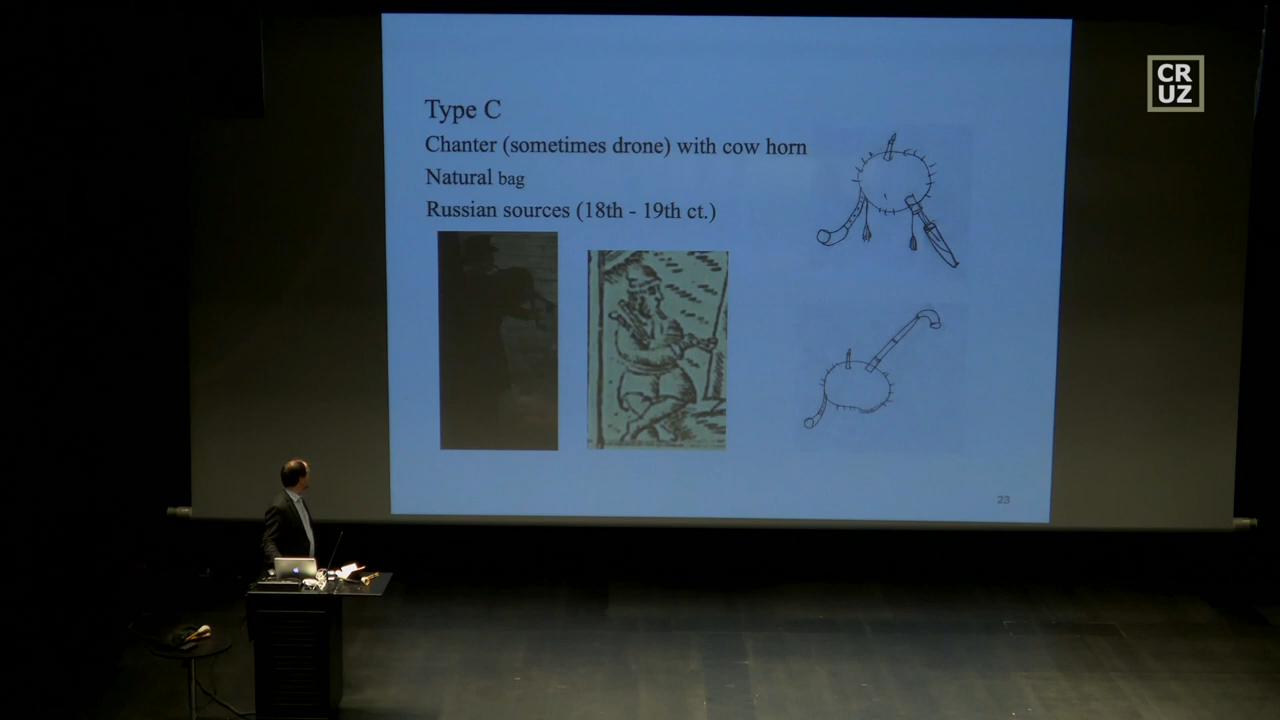 CR
UZ
Type C
Chanter (sometimes drone) with cow horn
Natural bag
Russian sources (18th - 19th ct.)
23